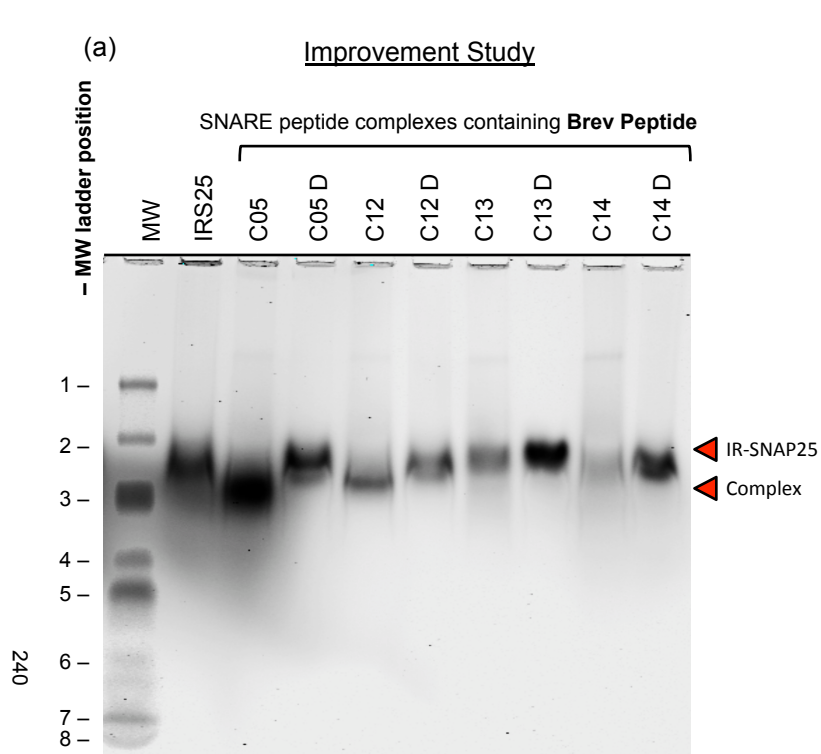 (a)
Improvement Study
SNARE peptide complexes containing Brev Peptide
– MW ladder position
MW
IRS25
C05
C05 D
C12
C12 D
C13
C13 D
C14
C14 D
1 –
2 –
IR-SNAP25
3 –
Complex
4 –
5 –
6 –
7 –
8 –
240